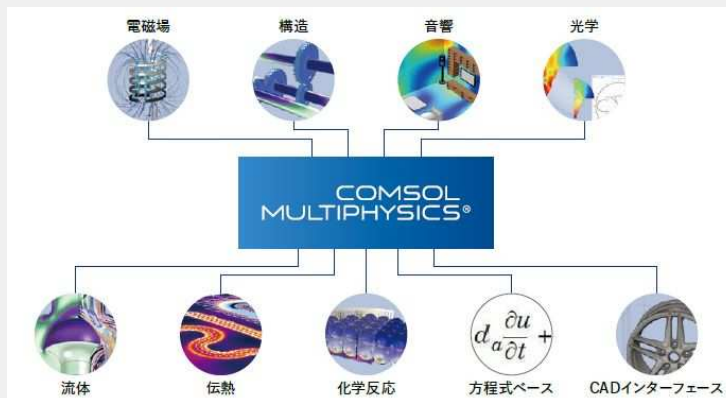 電磁場
構造
音響
光学
COMSOL
MULTIPHYSICS®
d a ∂u
∂t +
流体
伝熱
化学反応
方程式ベース
CADインターフェース